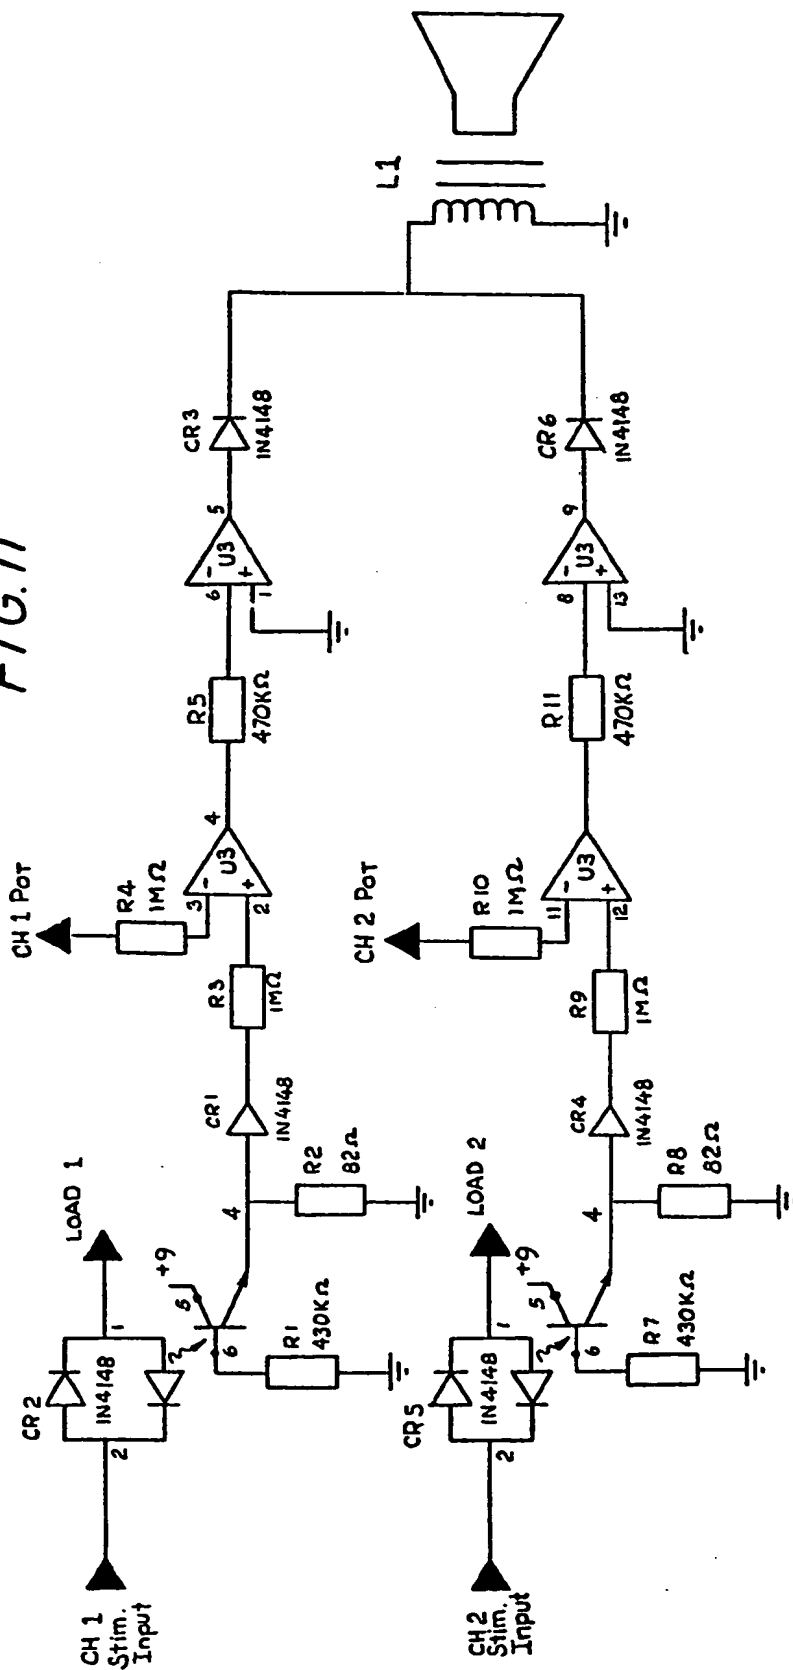 FIG. 11
CH 1
Stim.
Input
2
CR2
1N4148
1
LOAD 1
6
5
+9
R1
430KΩ
4
R2
82Ω
CR1
1N4148
R3
1MΩ
CH 1 POT
R4
1MΩ
3
2
-
+
U3
4
R5
470KΩ
6
1
-
+
U3
5
CR3
1N4148
L1
CH2
Stim.
Input
2
CR5
1N4148
1
LOAD 2
6
5
+9
R7
430KΩ
4
R8
82Ω
CR4
1N4148
R9
1MΩ
CH 2 POT
R10
1MΩ
11
12
-
+
U3
R11
470KΩ
8
13
-
+
U3
9
CR6
1N4148